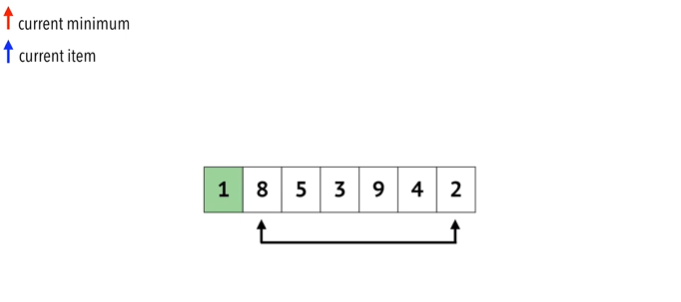 current minimum
current item
1 8 5 3 9 4 2